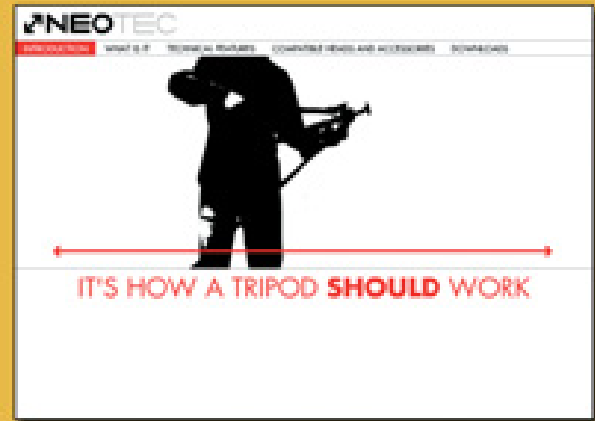 NEOTEC
INTRODUCTION WHAT IS IT TECHNICAL FEATURES COMPATIBLE HEADS AND ACCESSORIES DOWNLOADS
IT'S HOW A TRIPOD SHOULD WORK